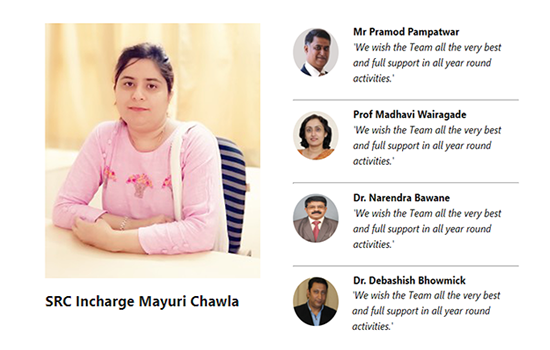 SRC Incharge Mayuri Chawla
Mr Pramod Pampatwar
'We wish the Team all the very best
and full support in all year round
activities.'
Prof Madhavi Wairagade
'We wish the Team all the very best
and full support in all year round
activities.'
Dr. Narendra Bawane
'We wish the Team all the very best
and full support in all year round
activities.'
Dr. Debashish Bhowmick
'We wish the Team all the very best
and full support in all year round
activities.'